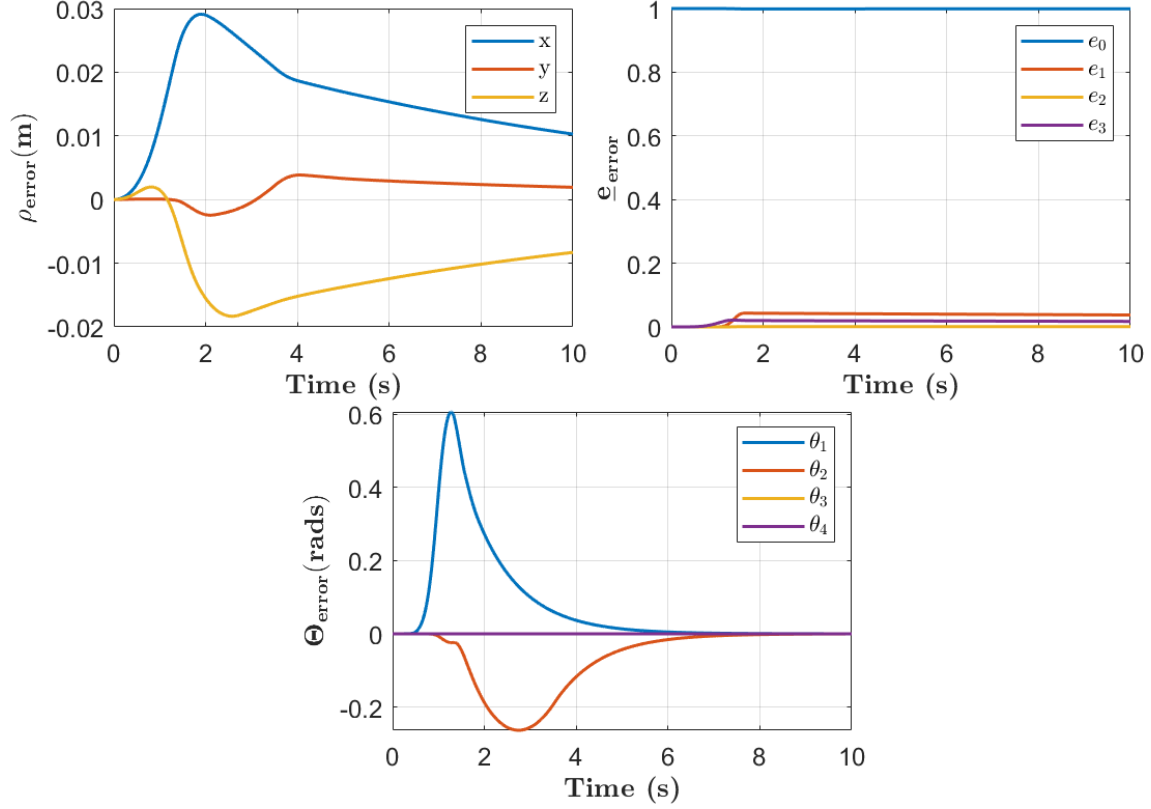 0.03
0.02
0.01
0
-0.01
-0.02
ρerror(m)
x
y
z
0 2 4 6 8 10
Time (s)
1
0.8
0.6
0.4
0.2
0
e̲error
e0
e1
e2
e3
0 2 4 6 8 10
Time (s)
0.6
0.4
0.2
0
-0.2
Θerror(rads)
θ1
θ2
θ3
θ4
0 2 4 6 8 10
Time (s)